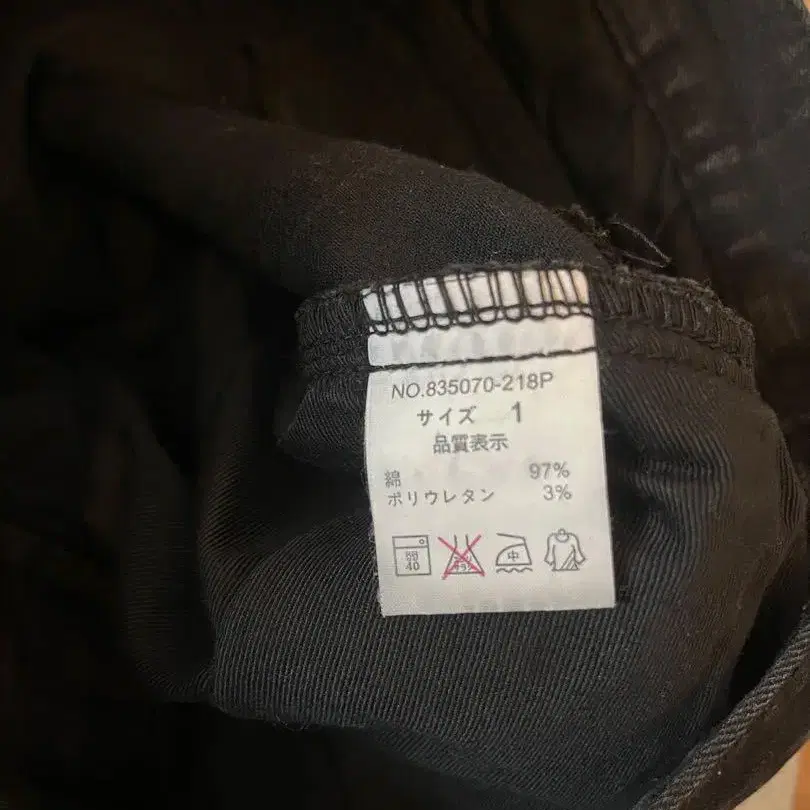 NO.835070-218P
サイズ 1
品質表示
綿 97%
ポリウレタン 3%
40 中